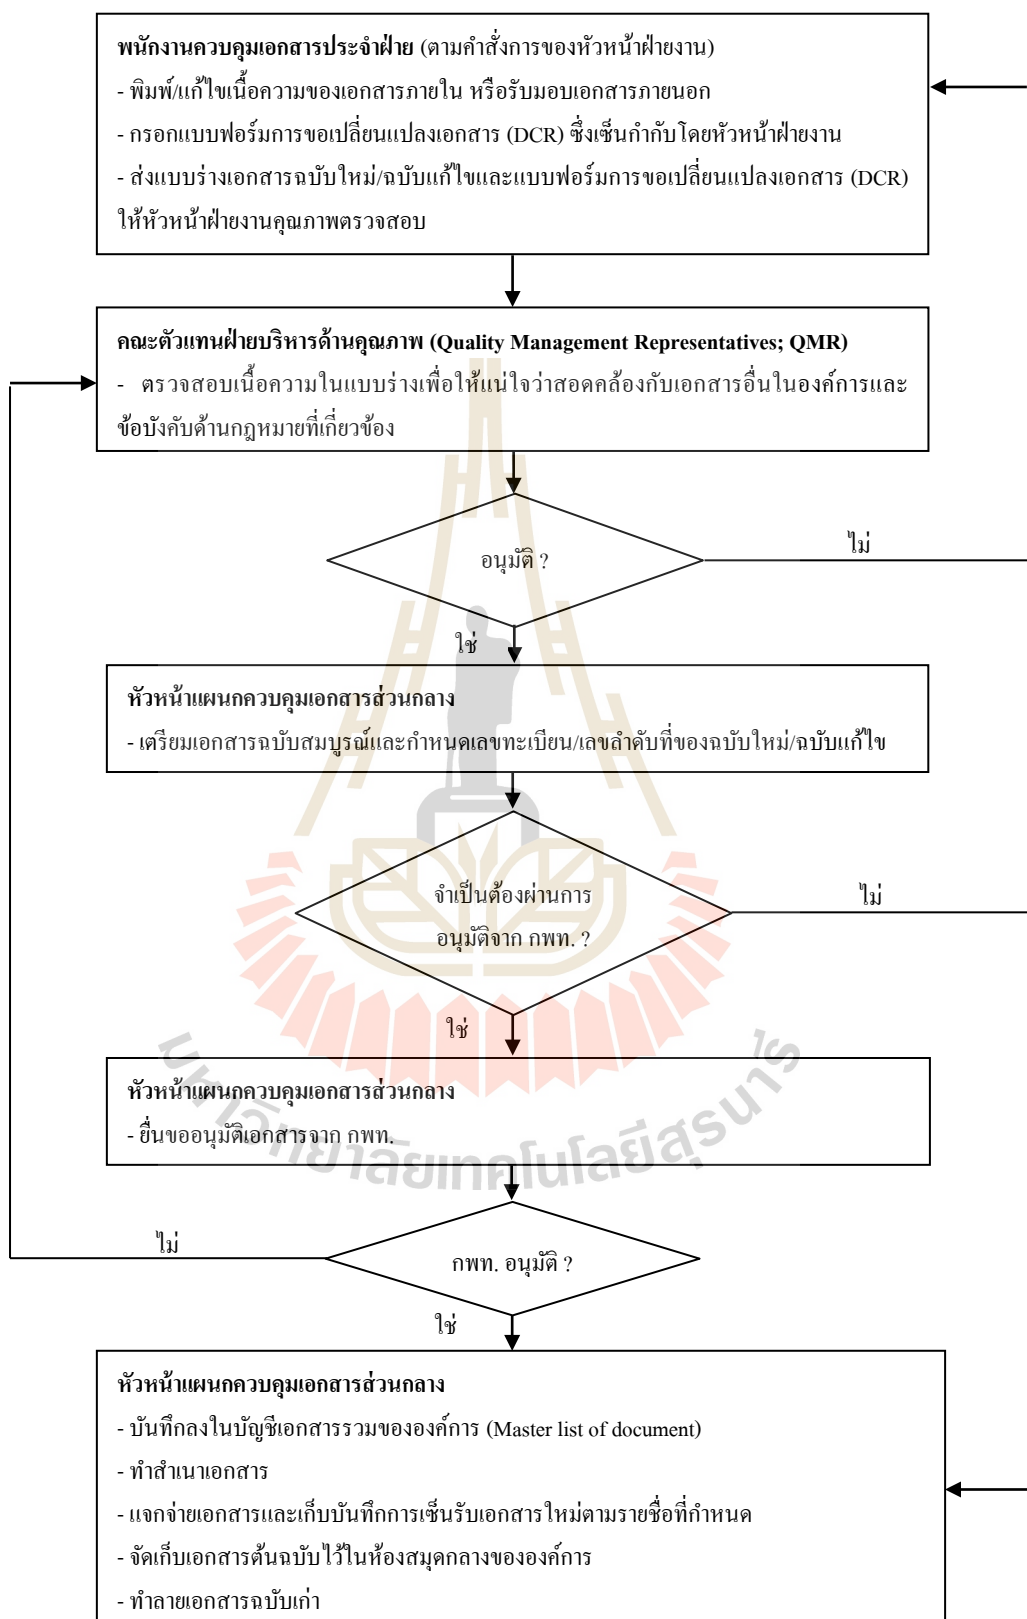 พนักงานควบคุมเอกสารประจำฝ่าย (ตามคำสั่งการของหัวหน้าฝ่ายงาน)
- พิมพ์/แก้ไขเนื้อความของเอกสารภายใน หรือรับมอบเอกสารภายนอก
- กรอกแบบฟอร์มการขอเปลี่ยนแปลงเอกสาร (DCR) ซึ่งเซ็นกำกับโดยหัวหน้าฝ่ายงาน
- ส่งแบบร่างเอกสารฉบับใหม่/ฉบับแก้ไขและแบบฟอร์มการขอเปลี่ยนแปลงเอกสาร (DCR)
ให้หัวหน้าฝ่ายงานคุณภาพตรวจสอบ
คณะตัวแทนฝ่ายบริหารด้านคุณภาพ (Quality Management Representatives; QMR)
- ตรวจสอบเนื้อความในแบบร่างเพื่อให้แน่ใจว่าสอดคล้องกับเอกสารอื่นในองค์การและ
ข้อบังคับด้านกฎหมายที่เกี่ยวข้อง
อนุมัติ ?
ไม่
ใช่
หัวหน้าแผนกควบคุมเอกสารส่วนกลาง
- เตรียมเอกสารฉบับสมบูรณ์และกำหนดเลขทะเบียน/เลขลำดับที่ของฉบับใหม่/ฉบับแก้ไข
จำเป็นต้องผ่านการ
อนุมัติจาก กพท. ?
ไม่
ใช่
หัวหน้าแผนกควบคุมเอกสารส่วนกลาง
- ยื่นขออนุมัติเอกสารจาก กพท.
มหาวิทยาลัยเทคโนโลยีสุรนารี
กพท. อนุมัติ ?
ไม่
ใช่
หัวหน้าแผนกควบคุมเอกสารส่วนกลาง
- บันทึกลงในบัญชีเอกสารรวมขององค์การ (Master list of document)
- ทำสำเนาเอกสาร
- แจกจ่ายเอกสารและเก็บบันทึกการเซ็นรับเอกสารใหม่ตามรายชื่อที่กำหนด
- จัดเก็บเอกสารต้นฉบับไว้ในห้องสมุดกลางขององค์การ
- ทำลายเอกสารฉบับเก่า